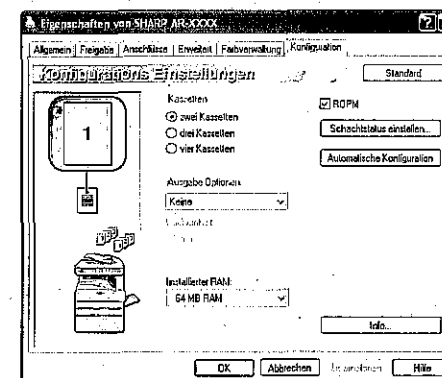 Eigenschaften von SHARP AR-XXXX
Allgemein Freigabe Anschlüsse Erweitert Farbverwaltung Konfiguration
Konfigurations Einstellungen
Standard
Kassetten
zwei Kassetten
drei Kassetten
vier Kassetten
ROPM
Schachtstatus einstellen...
Automatische Konfiguration
1
Ausgabe Optionen:
Keine
Installierter RAM:
64 MB RAM
Info...
OK Abbrechen Übernehmen Hilfe